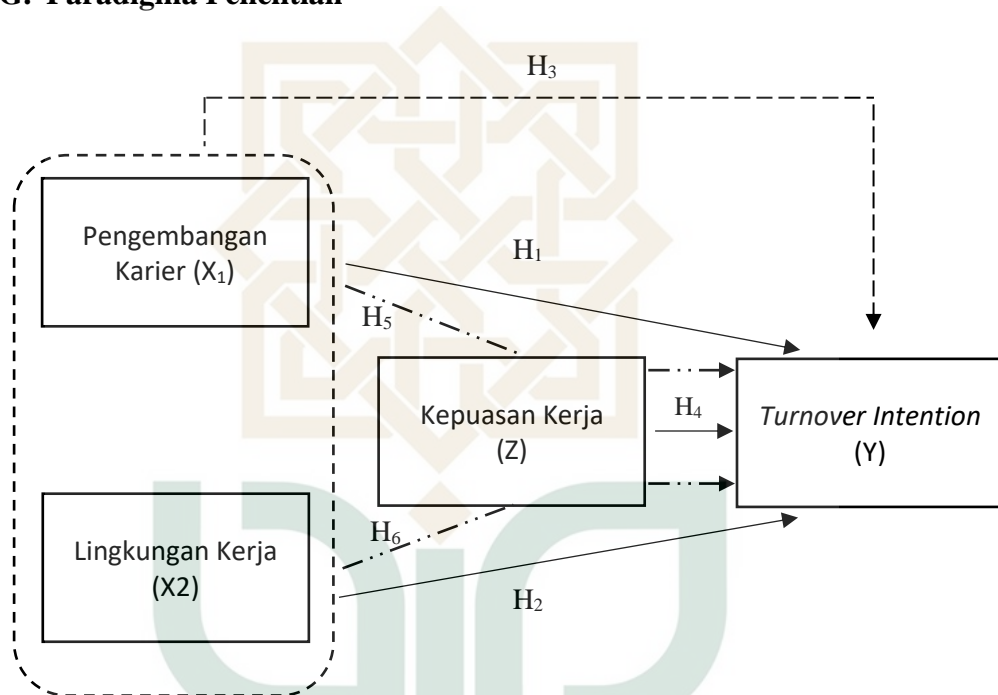 G. Paradigma Penelitian
H3
Pengembangan
Karier (X1)
H1
H5
Kepuasan Kerja
(Z)
H4
Turnover Intention
(Y)
Lingkungan Kerja
(X2)
H6
H2